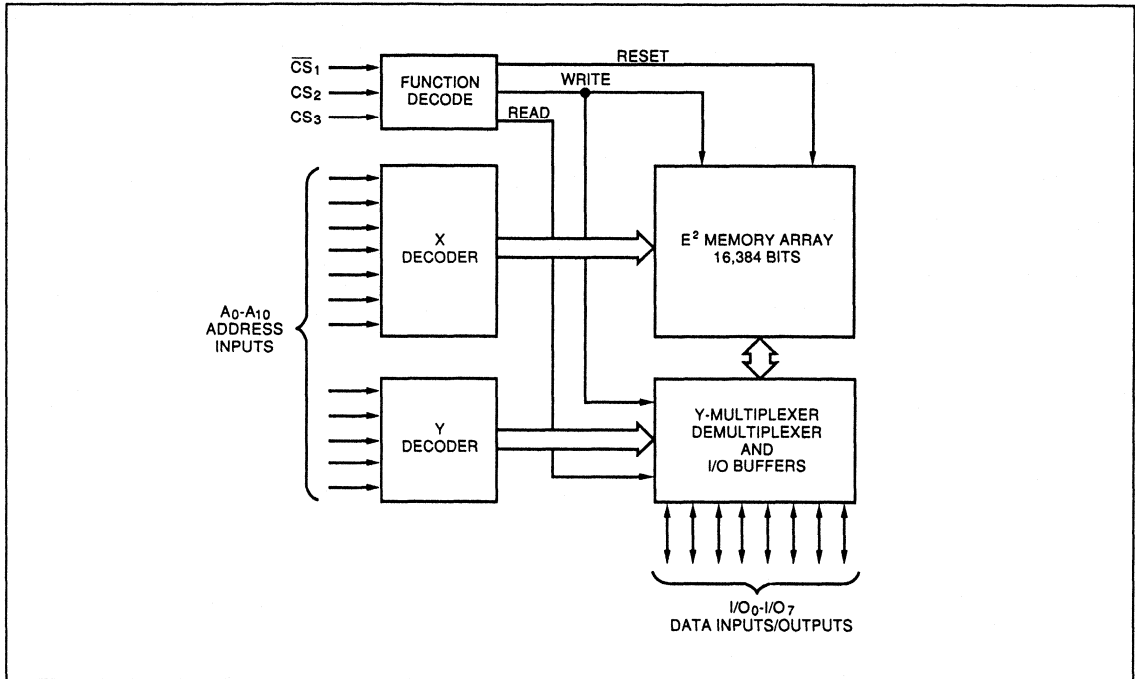 C̅S̅₁
CS₂
CS₃
FUNCTION
DECODE
RESET
WRITE
READ
A₀-A₁₀
ADDRESS
INPUTS
X
DECODER
E² MEMORY ARRAY
16,384 BITS
Y
DECODER
Y-MULTIPLEXER
DEMULTIPLEXER
AND
I/O BUFFERS
I/O₀-I/O₇
DATA INPUTS/OUTPUTS